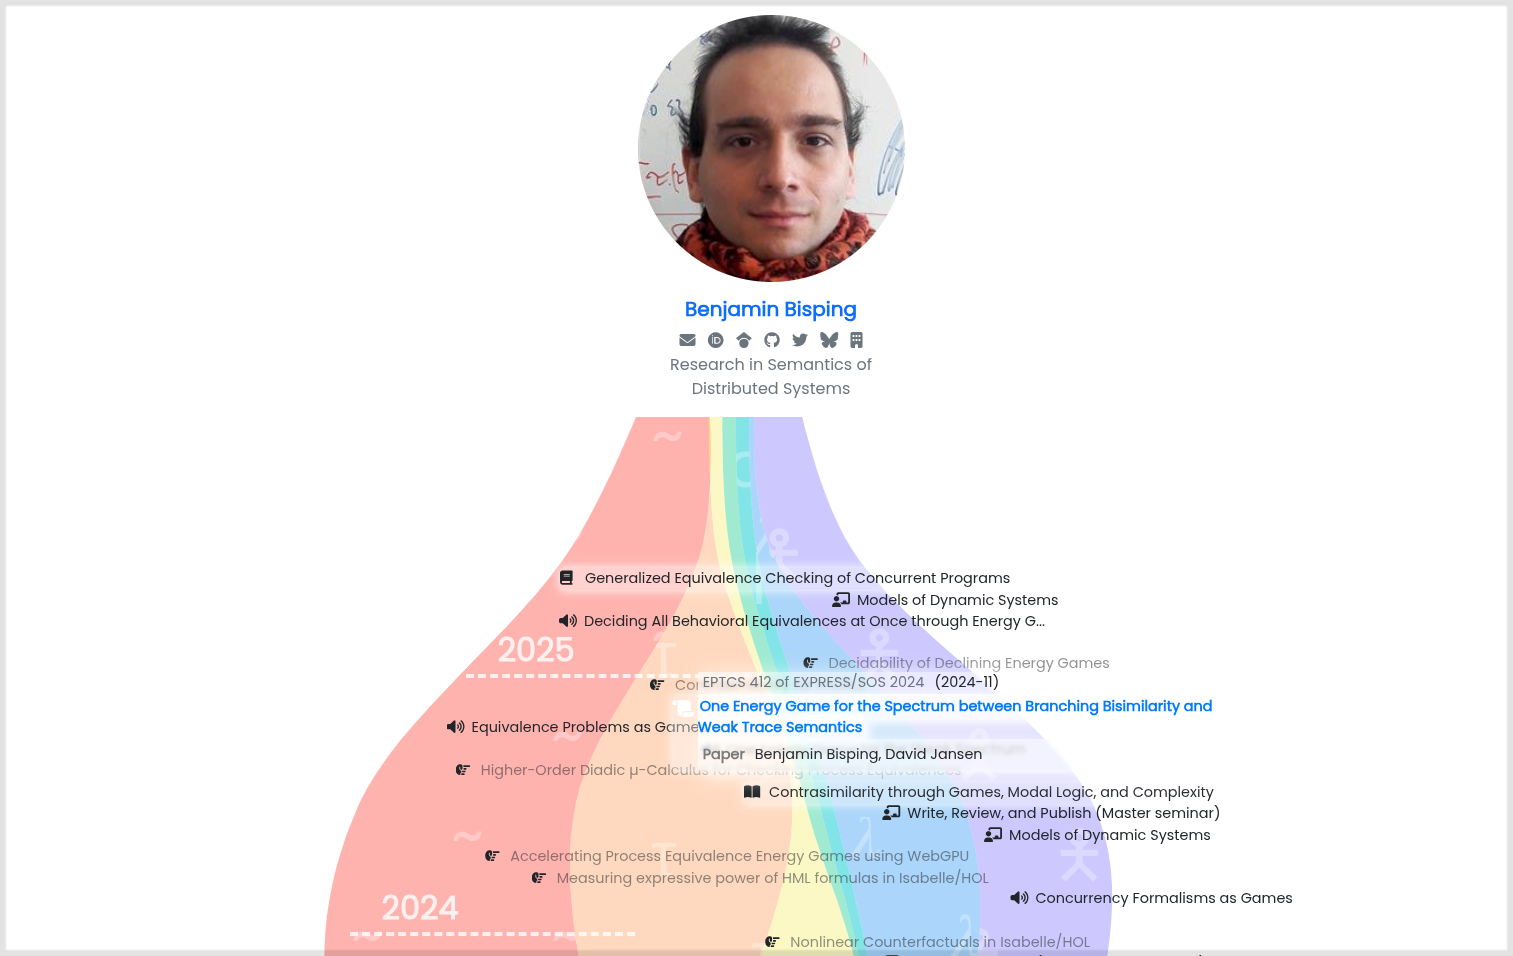 Benjamin Bisping
Research in Semantics of
Distributed Systems
Generalized Equivalence Checking of Concurrent Programs
Models of Dynamic Systems
Deciding All Behavioral Equivalences at Once through Energy G...
2025
Decidability of Declining Energy Games
EPTCS 412 of EXPRESS/SOS 2024 (2024-11)
One Energy Game for the Spectrum between Branching Bisimilarity and
Equivalence Problems as Game
Weak Trace Semantics
Paper Benjamin Bisping, David Jansen
Higher-Order Diadic μ-Calculus for Checking Process Equivalences
Contrasimilarity through Games, Modal Logic, and Complexity
Write, Review, and Publish (Master seminar)
Models of Dynamic Systems
Accelerating Process Equivalence Energy Games using WebGPU
Measuring expressive power of HML formulas in Isabelle/HOL
Concurrency Formalisms as Games
2024
Nonlinear Counterfactuals in Isabelle/HOL